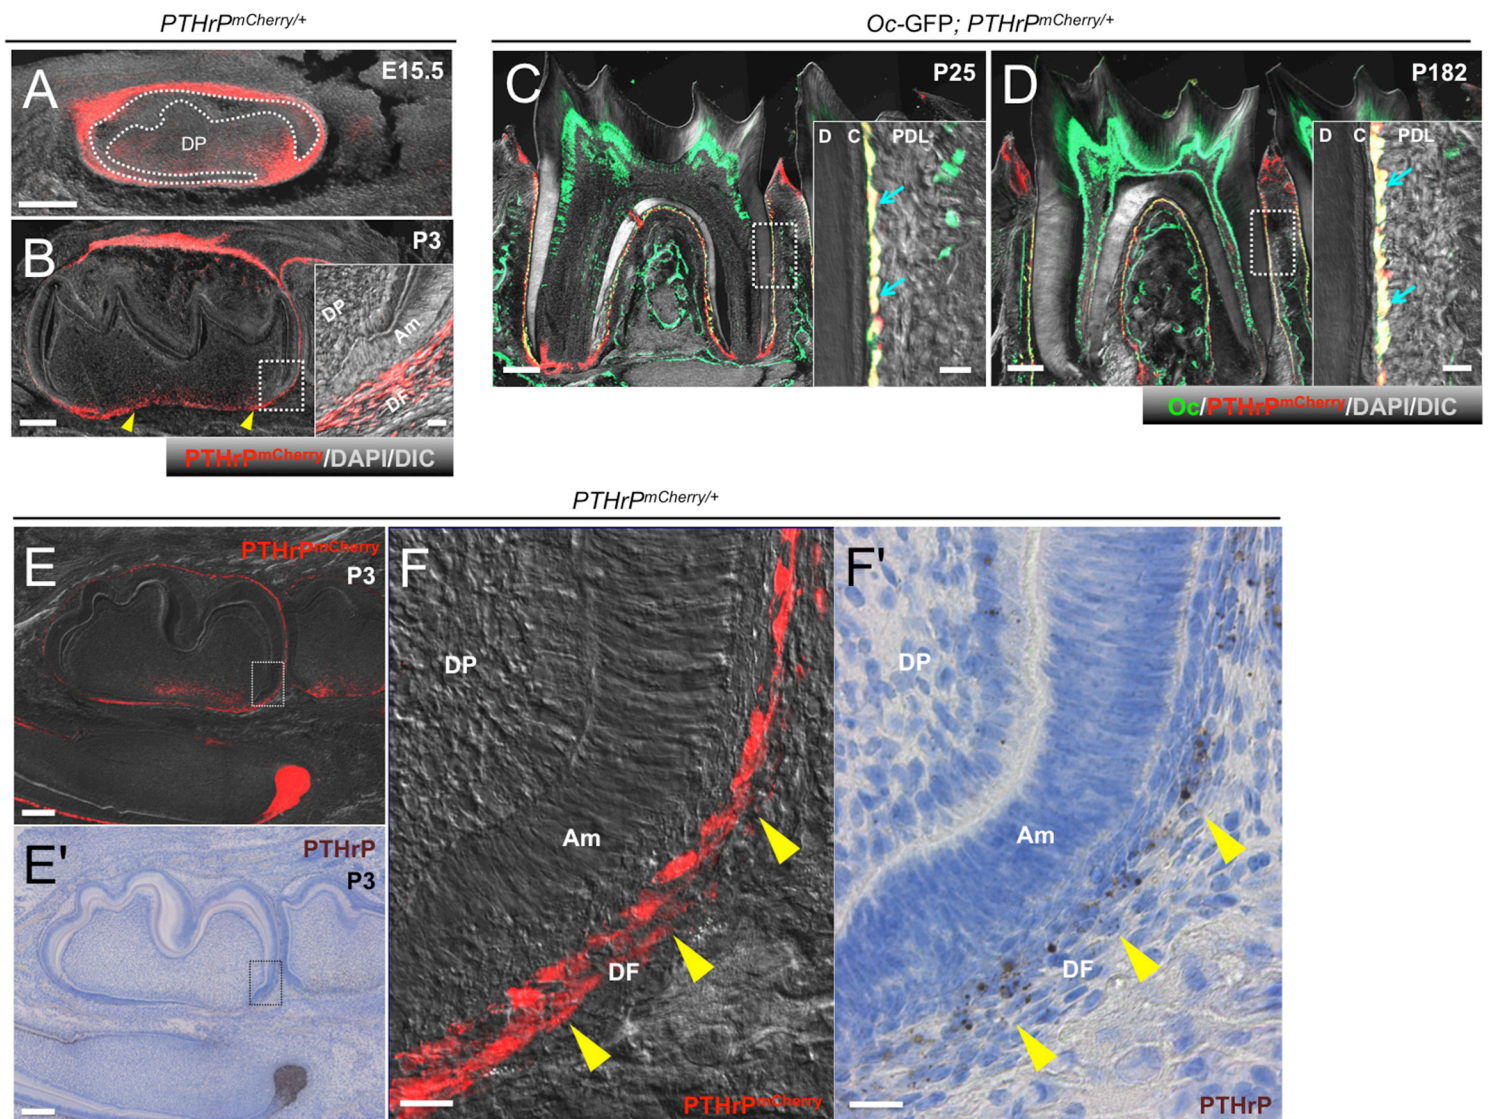 PTHrPmCherry/+
Oc-GFP; PTHrPmCherry/+
A
E15.5
DP
B
P3
DP
Am
DF
PTHrPmCherry/DAPI/DIC
C
P25
D C PDL
D
P182
D C PDL
Oc/PTHrPmCherry/DAPI/DIC
PTHrPmCherry/+
E
PTHrPmCherry
P3
E'
PTHrP
P3
F
DP
Am
DF
PTHrPmCherry
F'
DP
Am
DF
PTHrP